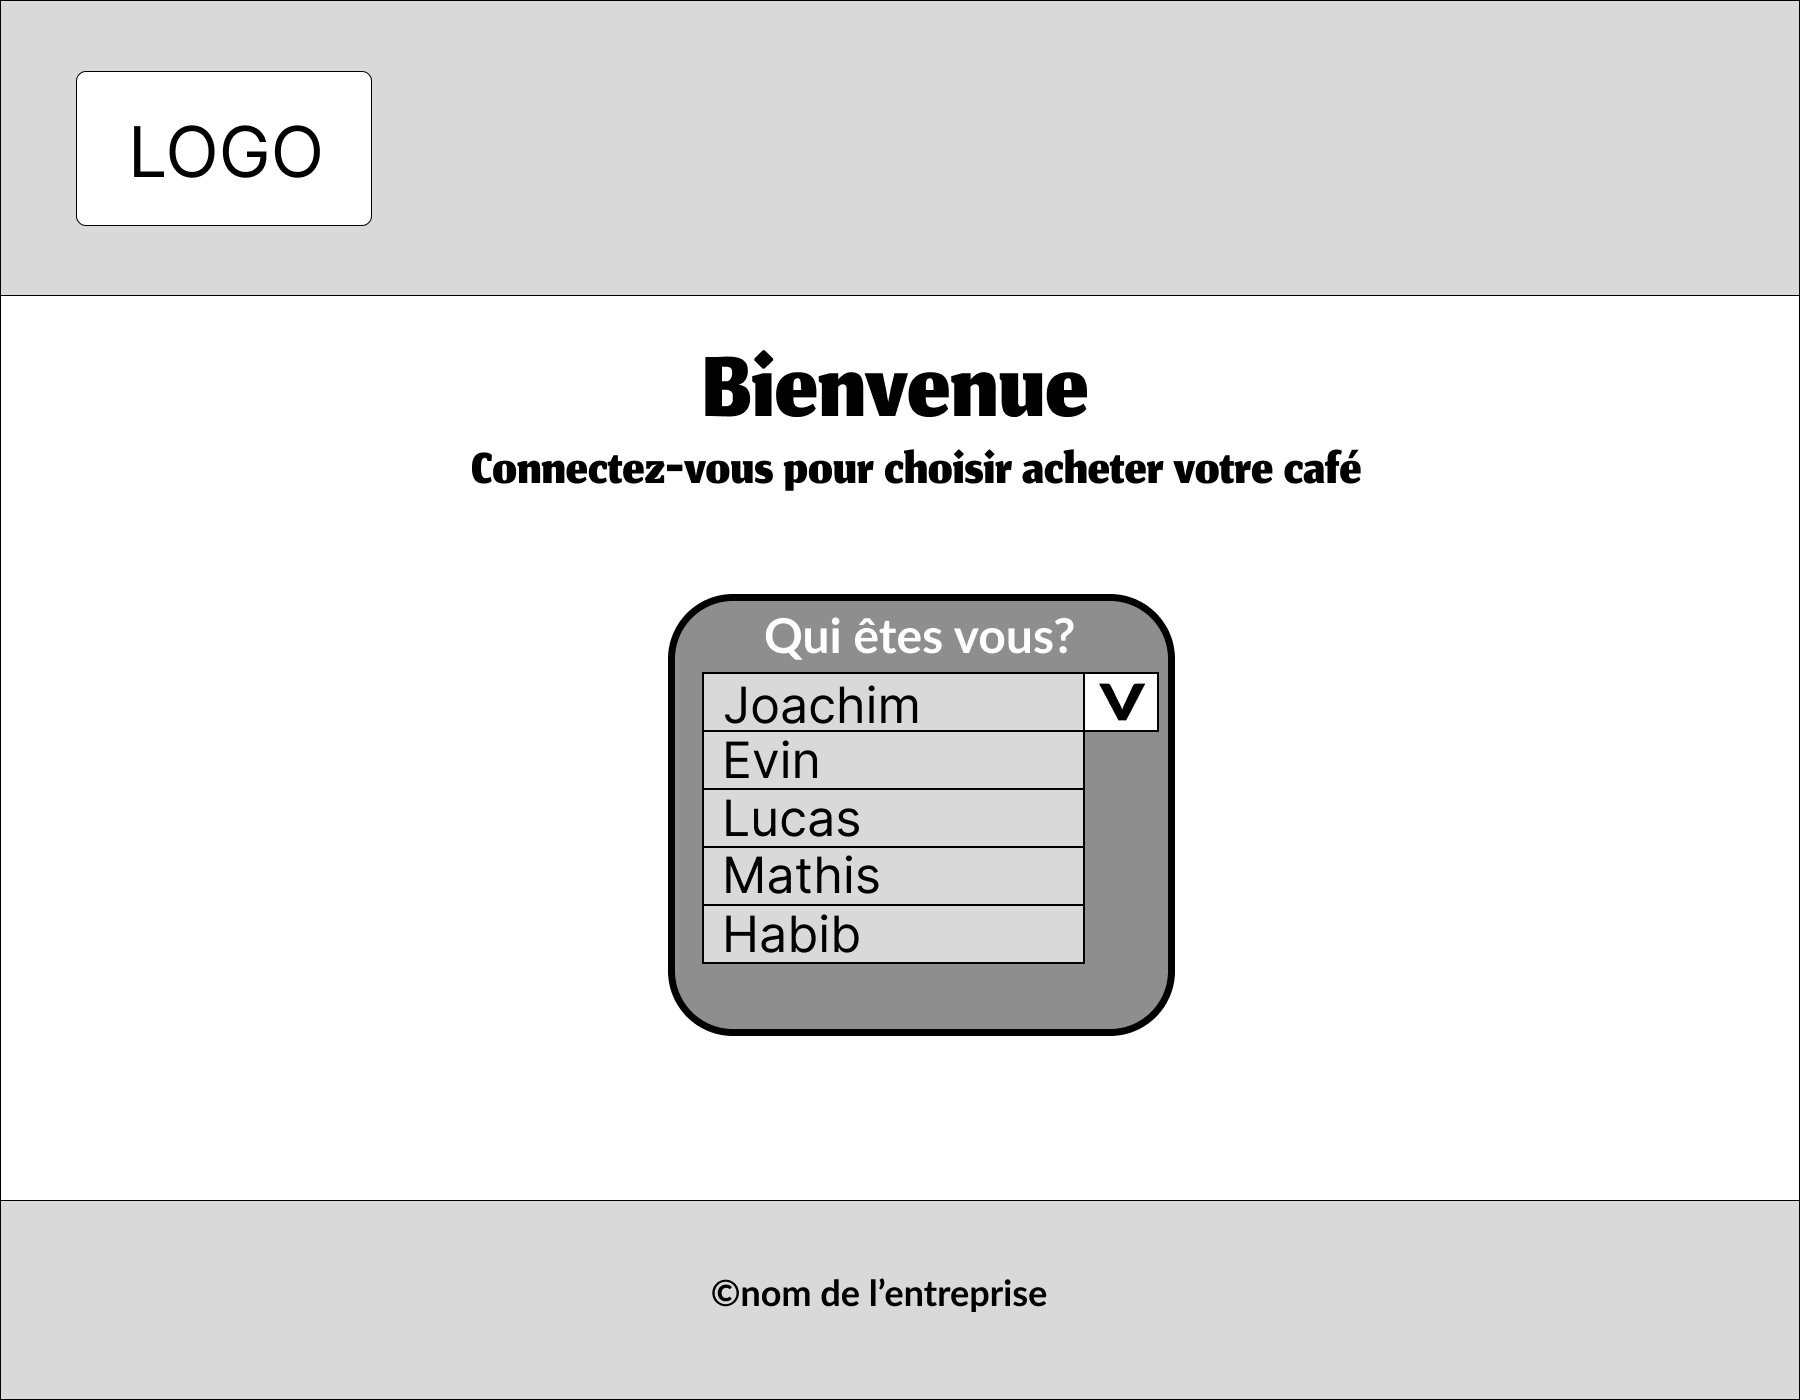 LOGO
Bienvenue
Connectez-vous pour choisir acheter votre café
Qui êtes vous?
Joachim V
Evin
Lucas
Mathis
Habib
©nom de l’entreprise